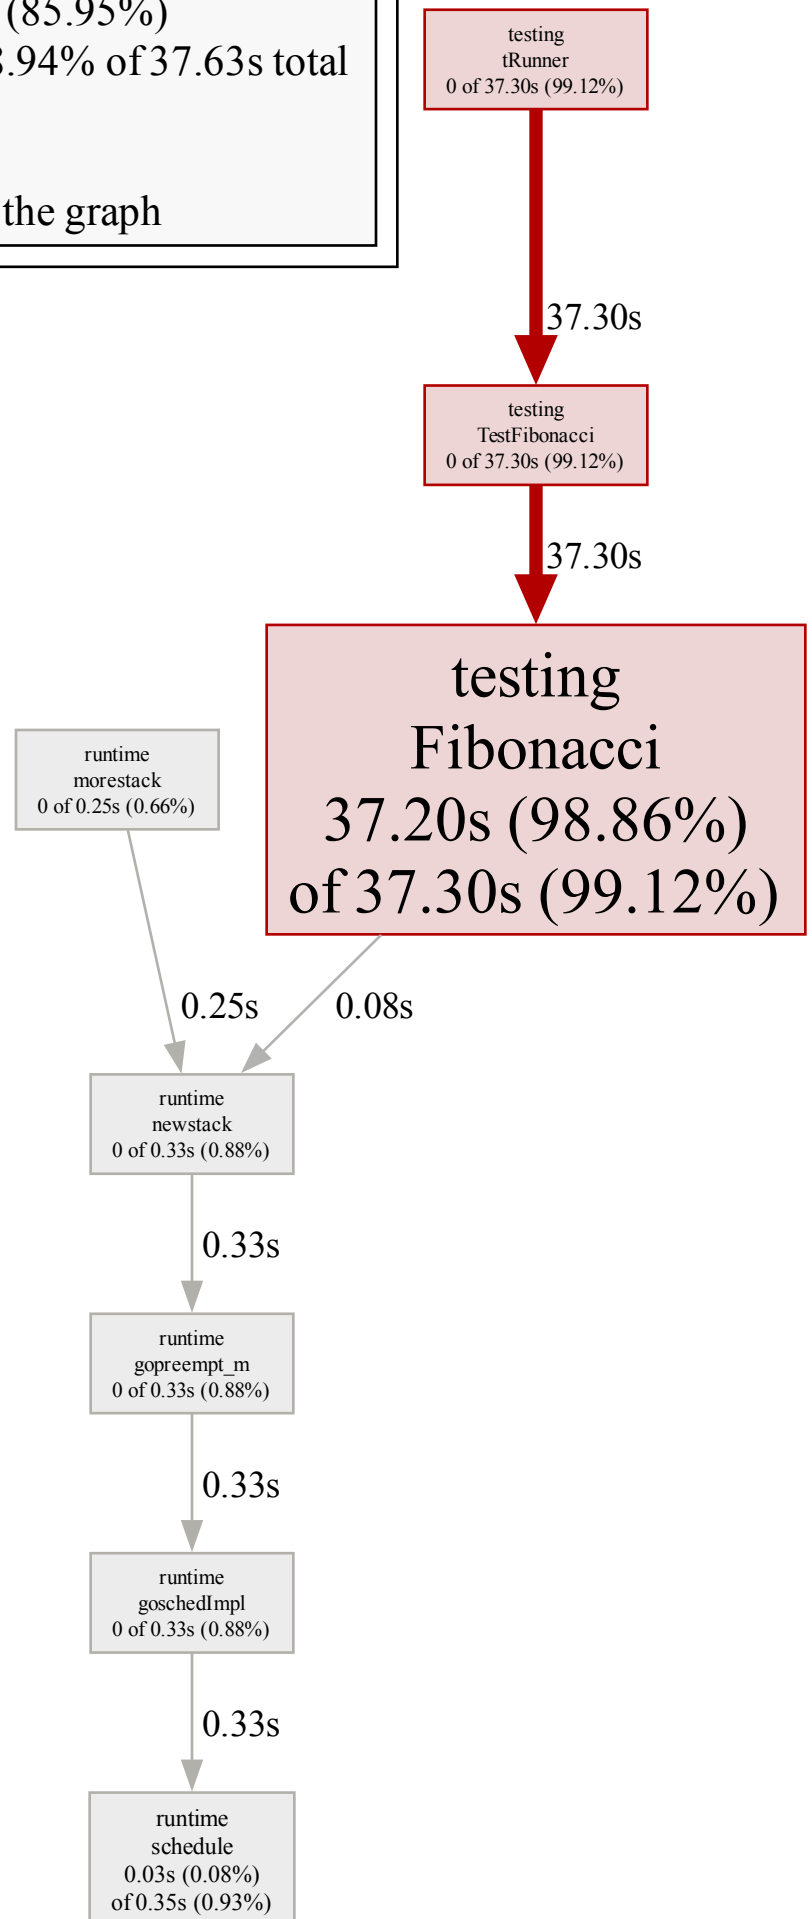 (85.95%)
.94% of 37.63s total
the graph
testing
tRunner
0 of 37.30s (99.12%)
37.30s
testing
TestFibonacci
0 of 37.30s (99.12%)
37.30s
testing
Fibonacci
37.20s (98.86%)
of 37.30s (99.12%)
runtime
morestack
0 of 0.25s (0.66%)
0.25s
0.08s
runtime
newstack
0 of 0.33s (0.88%)
0.33s
runtime
gopreempt_m
0 of 0.33s (0.88%)
0.33s
runtime
goschedImpl
0 of 0.33s (0.88%)
0.33s
runtime
schedule
0.03s (0.08%)
of 0.35s (0.93%)